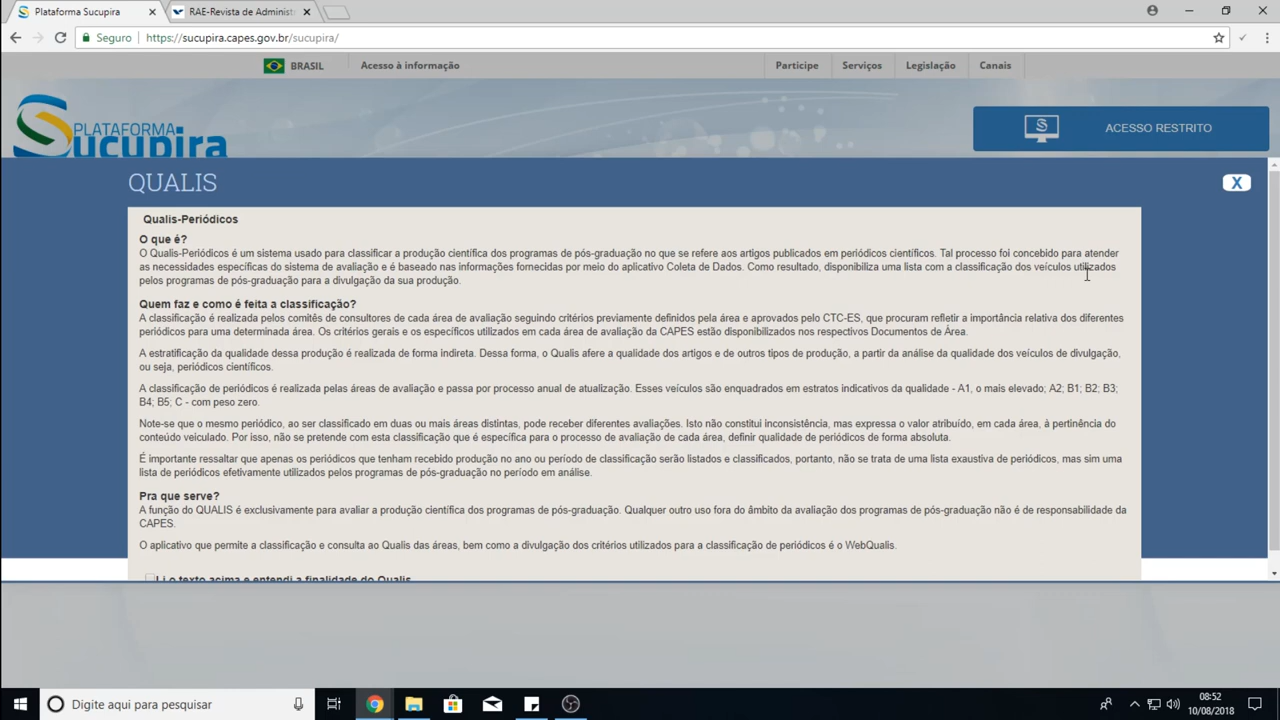 Plataforma Sucupira
RAE-Revista de Administ
Seguro
https://sucupira.capes.gov.br/sucupira/
BRASIL
Acesso à informação
Participe
Serviços
Legislação
Canais
PLATAFORMA
Sucupira
ACESSO RESTRITO
QUALIS
X
Qualis-Periódicos
O que é?
O Qualis-Periódicos é um sistema usado para classificar a produção científica dos programas de pós-graduação no que se refere aos artigos publicados em periódicos científicos. Tal processo foi concebido para atender
as necessidades específicas do sistema de avaliação e é baseado nas informações fornecidas por meio do aplicativo Coleta de Dados. Como resultado, disponibiliza uma lista com a classificação dos veículos utilizados
pelos programas de pós-graduação para a divulgação da sua produção.
Quem faz e como é feita a classificação?
A classificação é realizada pelos comitês de consultores de cada área de avaliação seguindo critérios previamente definidos pela área e aprovados pelo CTC-ES, que procuram refletir a importância relativa dos diferentes
periódicos para uma determinada área. Os critérios gerais e os específicos utilizados em cada área de avaliação da CAPES estão disponibilizados nos respectivos Documentos de Área.
A estratificação da qualidade dessa produção é realizada de forma indireta. Dessa forma, o Qualis afere a qualidade dos artigos e de outros tipos de produção, a partir da análise da qualidade dos veículos de divulgação,
ou seja, periódicos científicos.
A classificação de periódicos é realizada pelas áreas de avaliação e passa por processo anual de atualização. Esses veículos são enquadrados em estratos indicativos da qualidade - A1, o mais elevado; A2; B1; B2; B3;
B4; B5; C - com peso zero.
Note-se que o mesmo periódico, ao ser classificado em duas ou mais áreas distintas, pode receber diferentes avaliações. Isto não constitui inconsistência, mas expressa o valor atribuído, em cada área, à pertinência do
conteúdo veiculado. Por isso, não se pretende com esta classificação que é específica para o processo de avaliação de cada área, definir qualidade de periódicos de forma absoluta.
É importante ressaltar que apenas os periódicos que tenham recebido produção no ano ou período de classificação serão listados e classificados, portanto, não se trata de uma lista exaustiva de periódicos, mas sim uma
lista de periódicos efetivamente utilizados pelos programas de pós-graduação no período em análise.
Pra que serve?
A função do QUALIS é exclusivamente para avaliar a produção científica dos programas de pós-graduação. Qualquer outro uso fora do âmbito da avaliação dos programas de pós-graduação não é de responsabilidade da
CAPES.
O aplicativo que permite a classificação e consulta ao Qualis das áreas, bem como a divulgação dos critérios utilizados para a classificação de periódicos é o WebQualis.
Li o texto acima e entendi a finalidade do Qualis
Digite aqui para pesquisar
08:52
10/08/2018